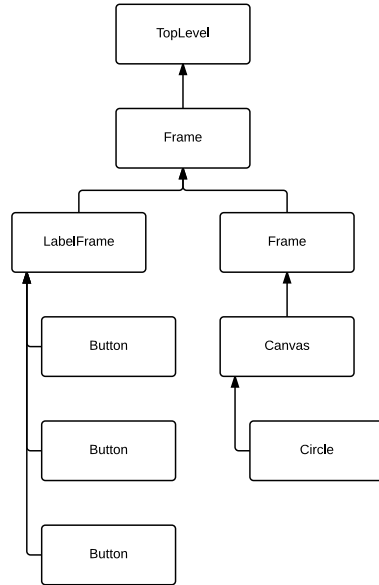 TopLevel
Frame
LabelFrame
Frame
Button
Canvas
Button
Circle
Button